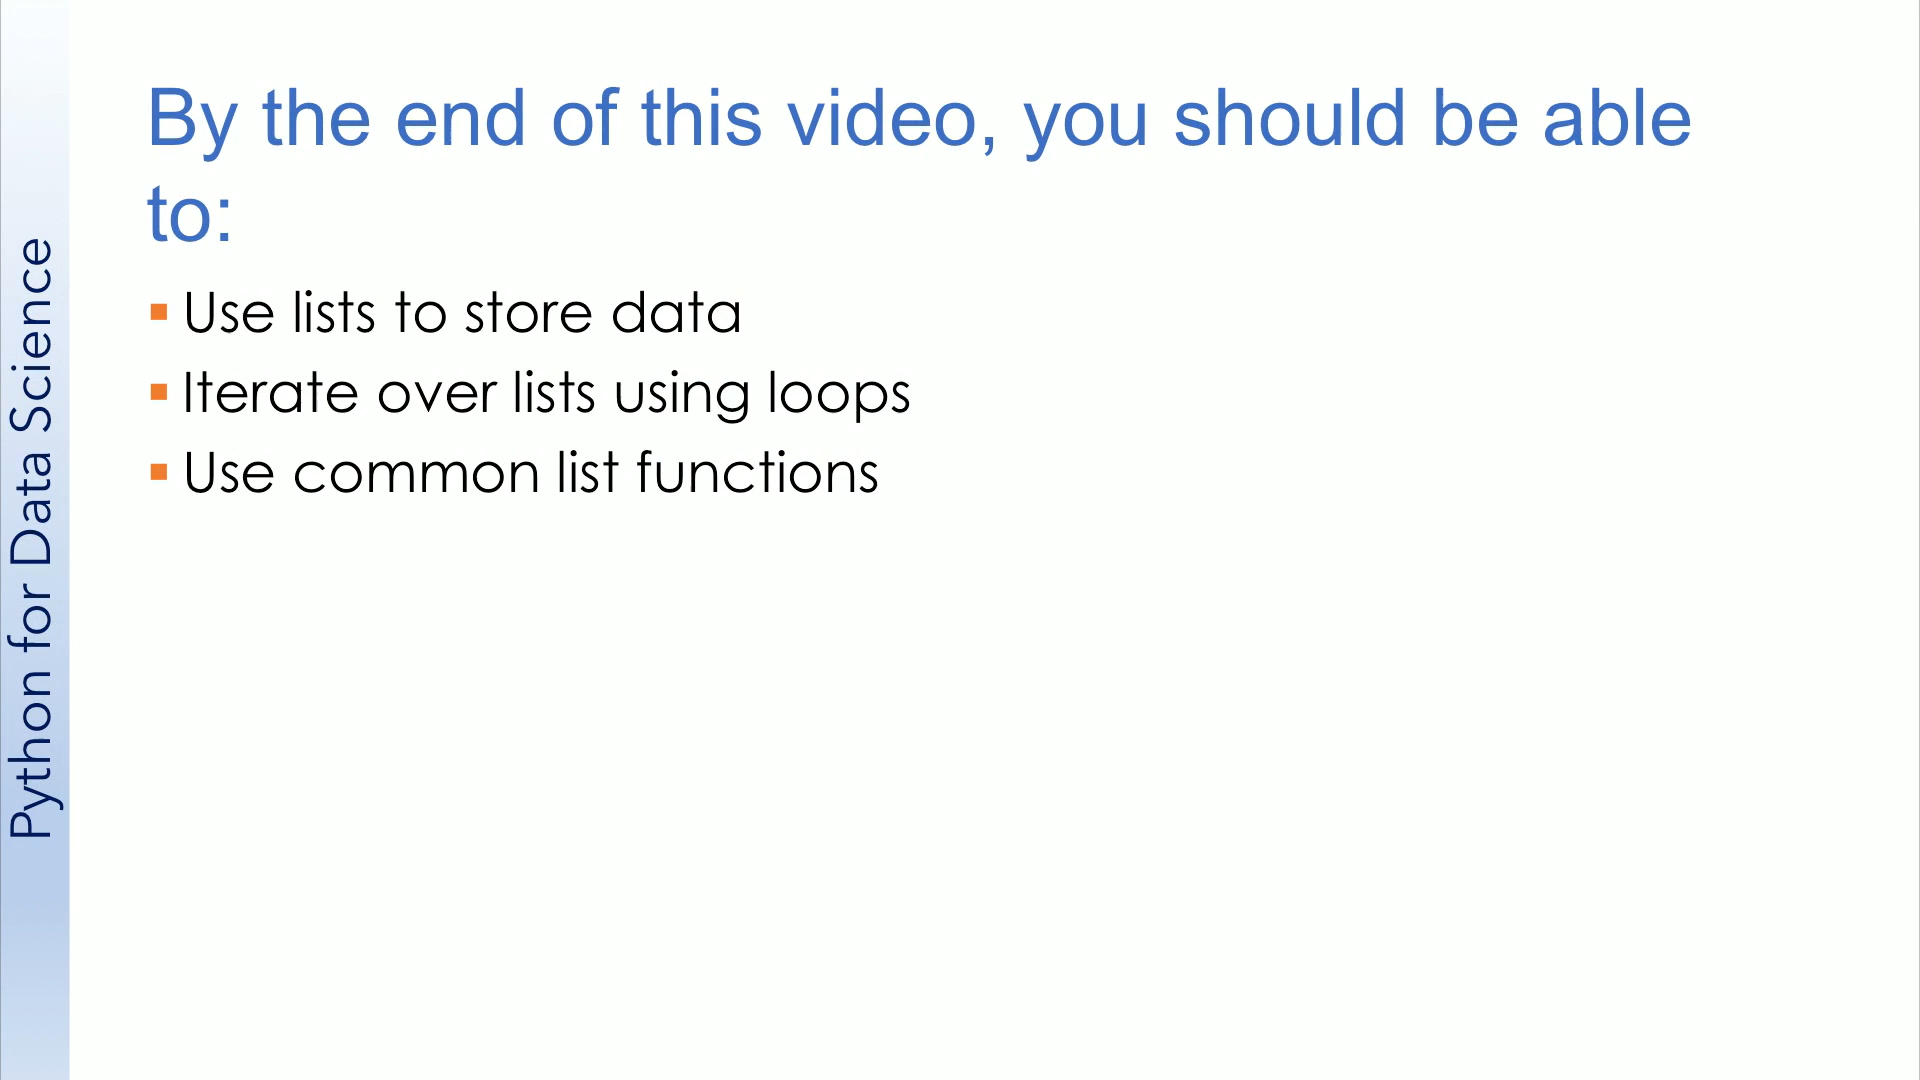 By the end of this video, you should be able
to:
Use lists to store data
Iterate over lists using loops
Use common list functions
Python for Data Science